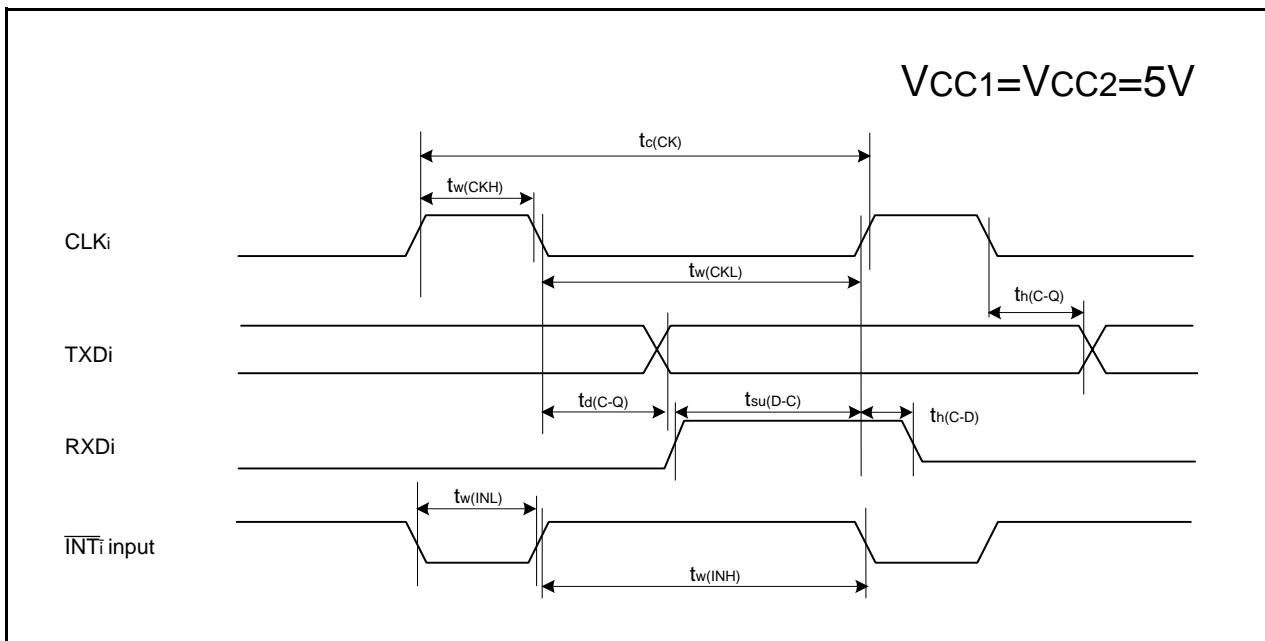 VCC1=VCC2=5V
tc(CK)
tw(CKH)
CLKi
tw(CKL)
th(C-Q)
TXDi
td(C-Q)
tsu(D-C)
th(C-D)
RXDi
tw(INL)
INTi input
tw(INH)